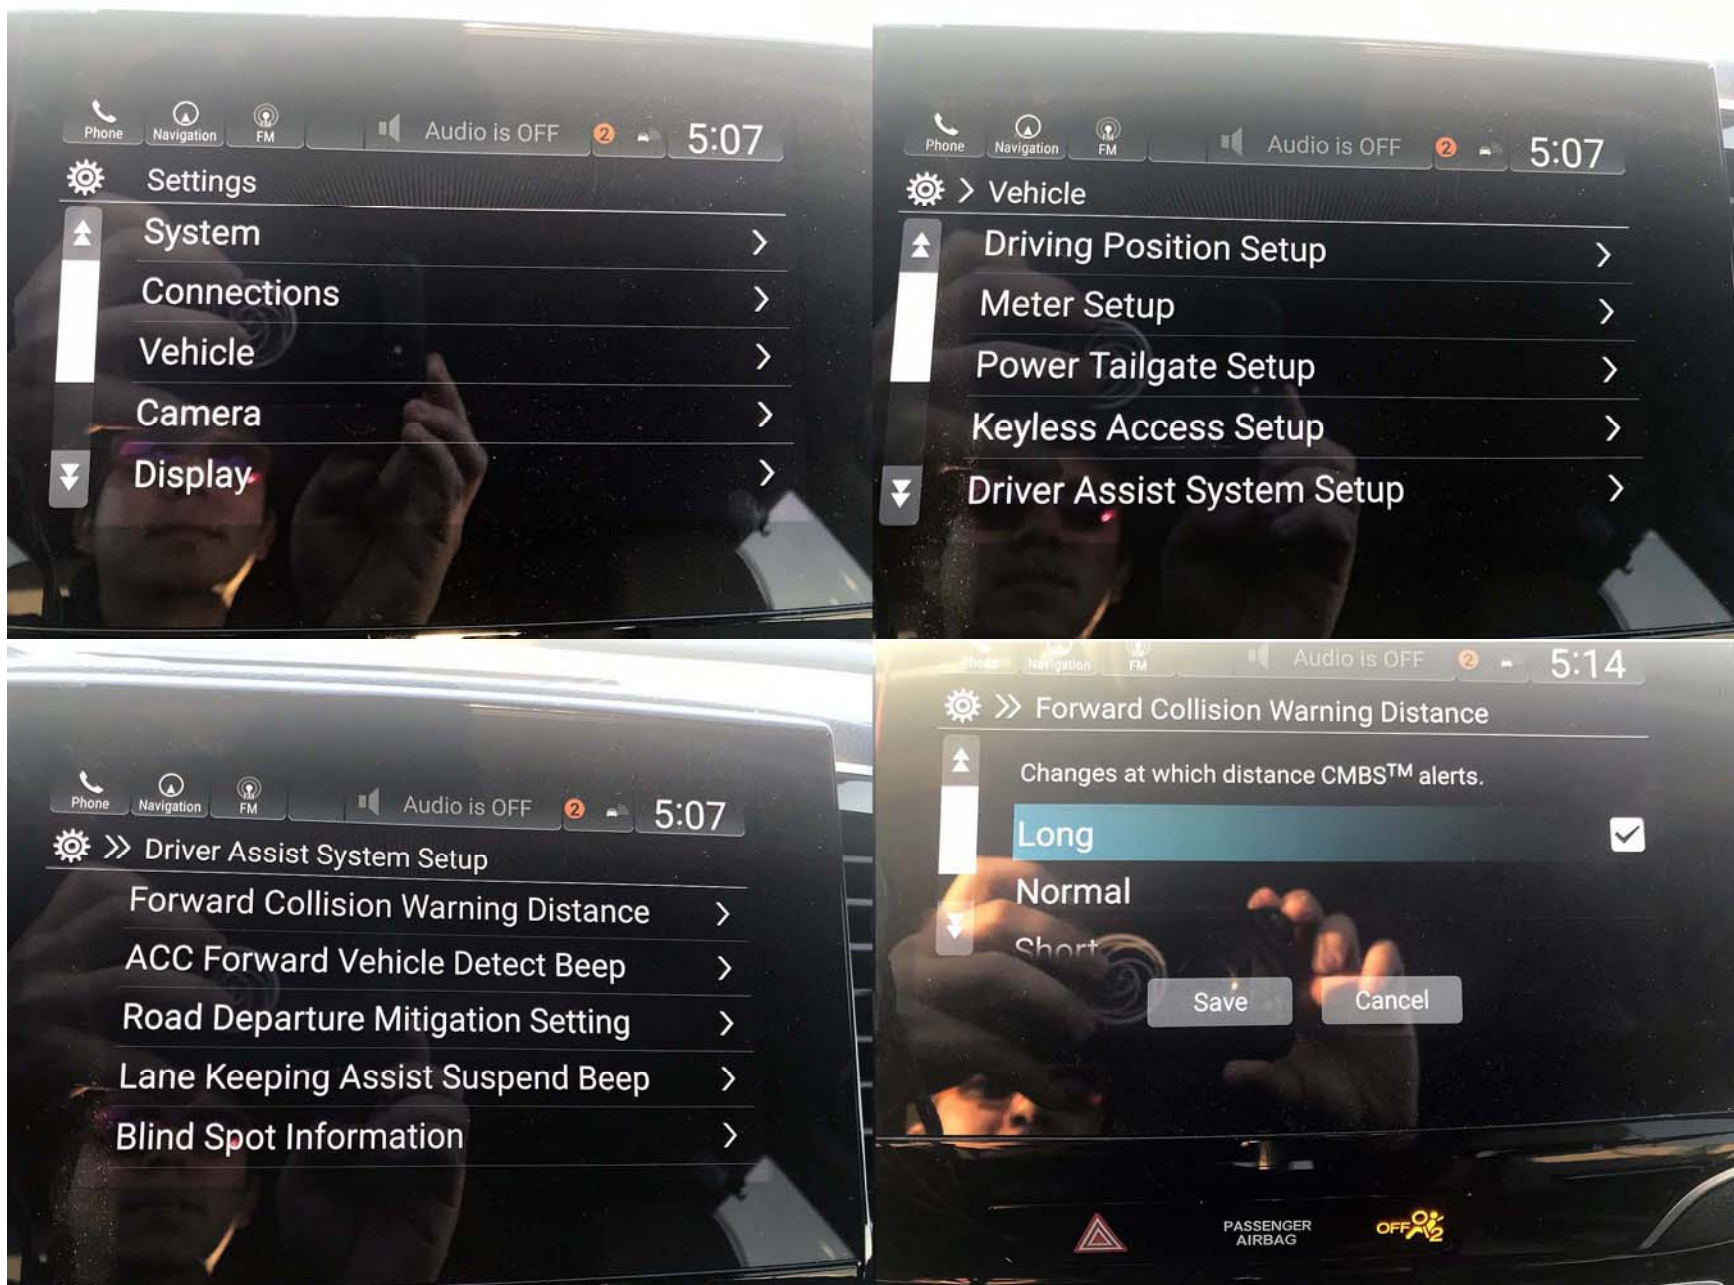 Phone
Navigation
FM
Audio is OFF
2
5:07
Settings
System
Connections
Vehicle
Camera
Display
Phone
Navigation
FM
Audio is OFF
2
5:07
Vehicle
Driving Position Setup
Meter Setup
Power Tailgate Setup
Keyless Access Setup
Driver Assist System Setup
Phone
Navigation
FM
Audio is OFF
2
5:07
Driver Assist System Setup
Forward Collision Warning Distance
ACC Forward Vehicle Detect Beep
Road Departure Mitigation Setting
Lane Keeping Assist Suspend Beep
Blind Spot Information
Phone
Navigation
FM
Audio is OFF
2
5:14
Forward Collision Warning Distance
Changes at which distance CMBS™ alerts.
Long
Normal
Short
Save
Cancel
PASSENGER
AIRBAG
OFF
2